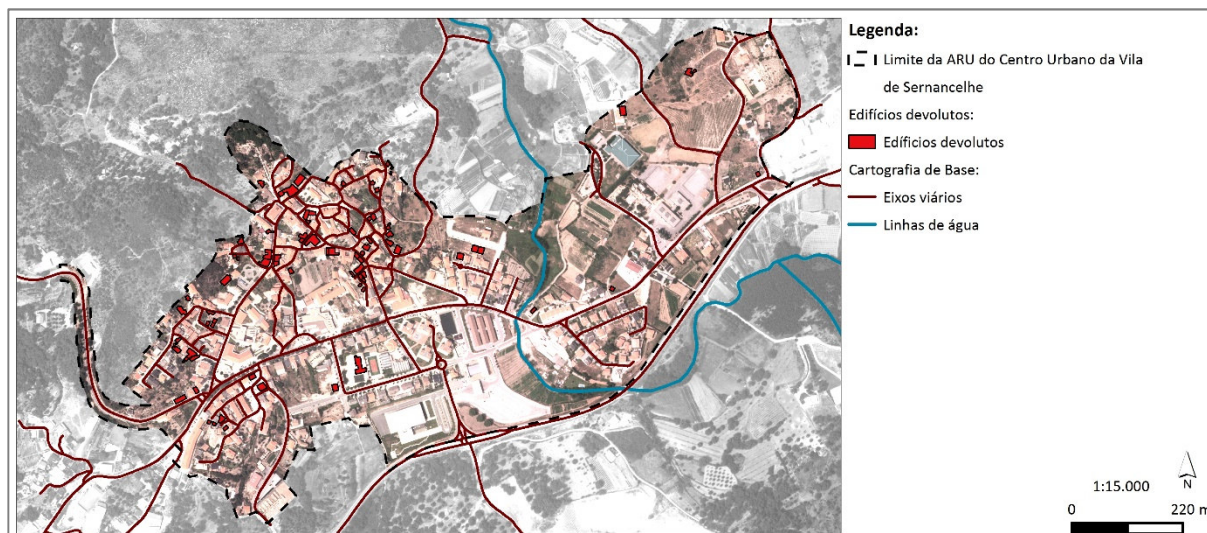 Legenda:
Limite da ARU do Centro Urbano da Vila
de Sernancelhe
Edifícios devolutos:
Edíficios devolutos
Cartografia de Base:
Eixos viários
Linhas de água
1:15.000
N
0 220 m